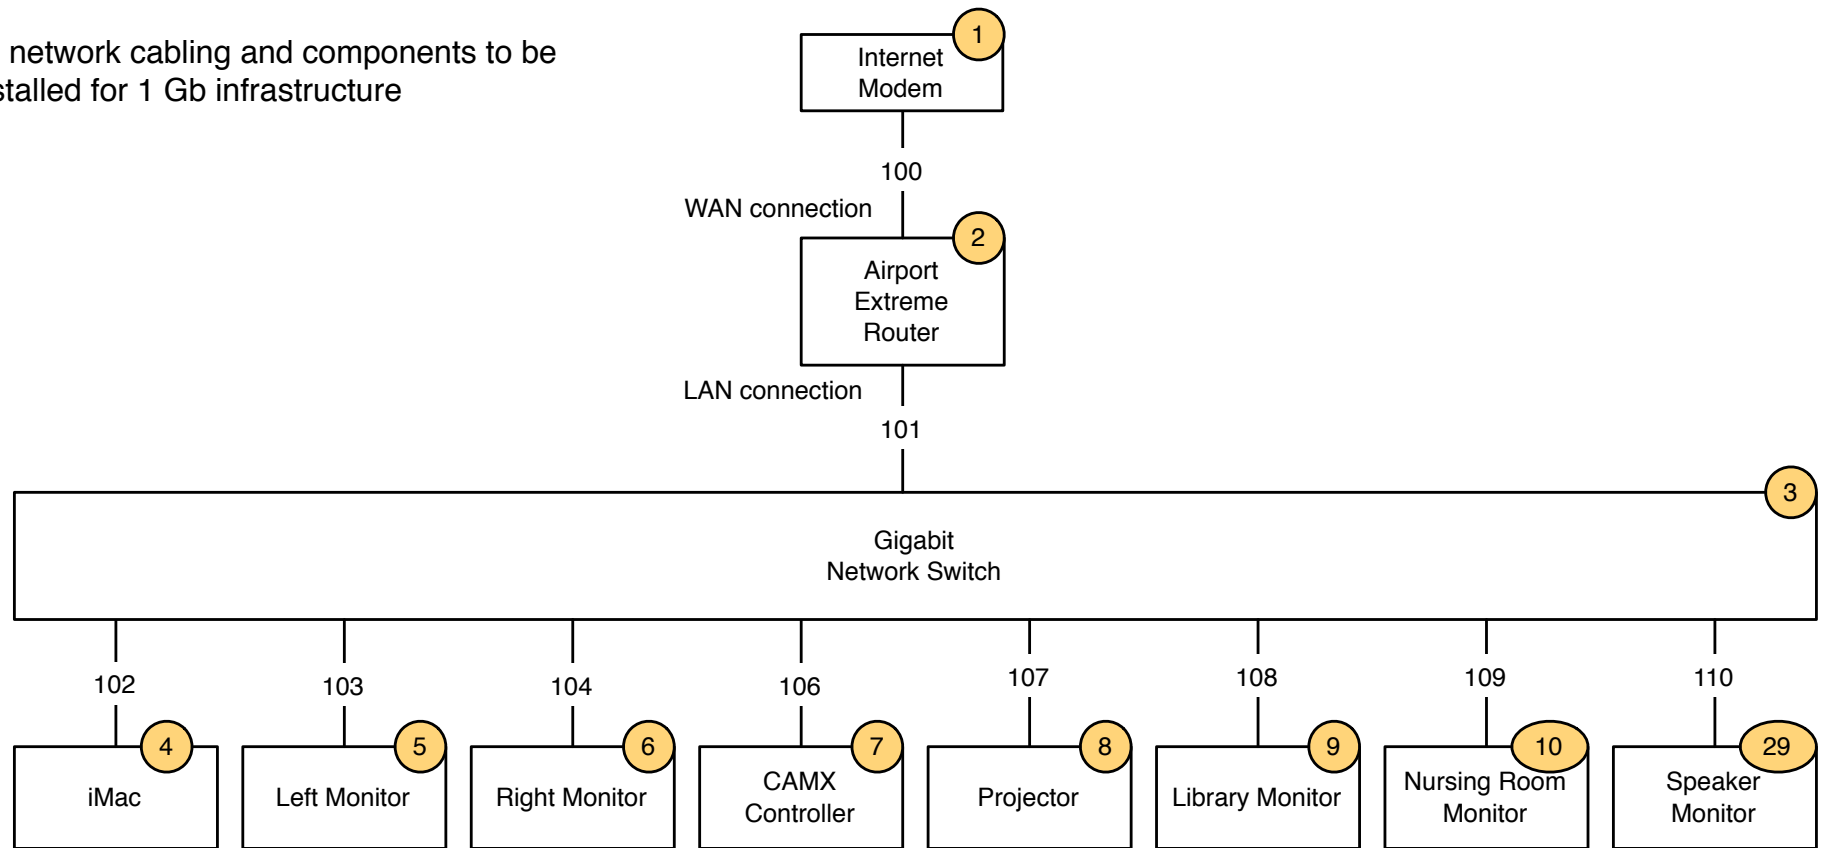 network cabling and components to be
stalled for 1 Gb infrastructure
1
Internet
Modem
100
WAN connection
2
Airport
Extreme
Router
LAN connection
101
3
Gigabit
Network Switch
102
103
104
106
107
108
109
110
4
5
6
7
8
9
10
29
iMac
Left Monitor
Right Monitor
CAMX
Controller
Projector
Library Monitor
Nursing Room
Monitor
Speaker
Monitor